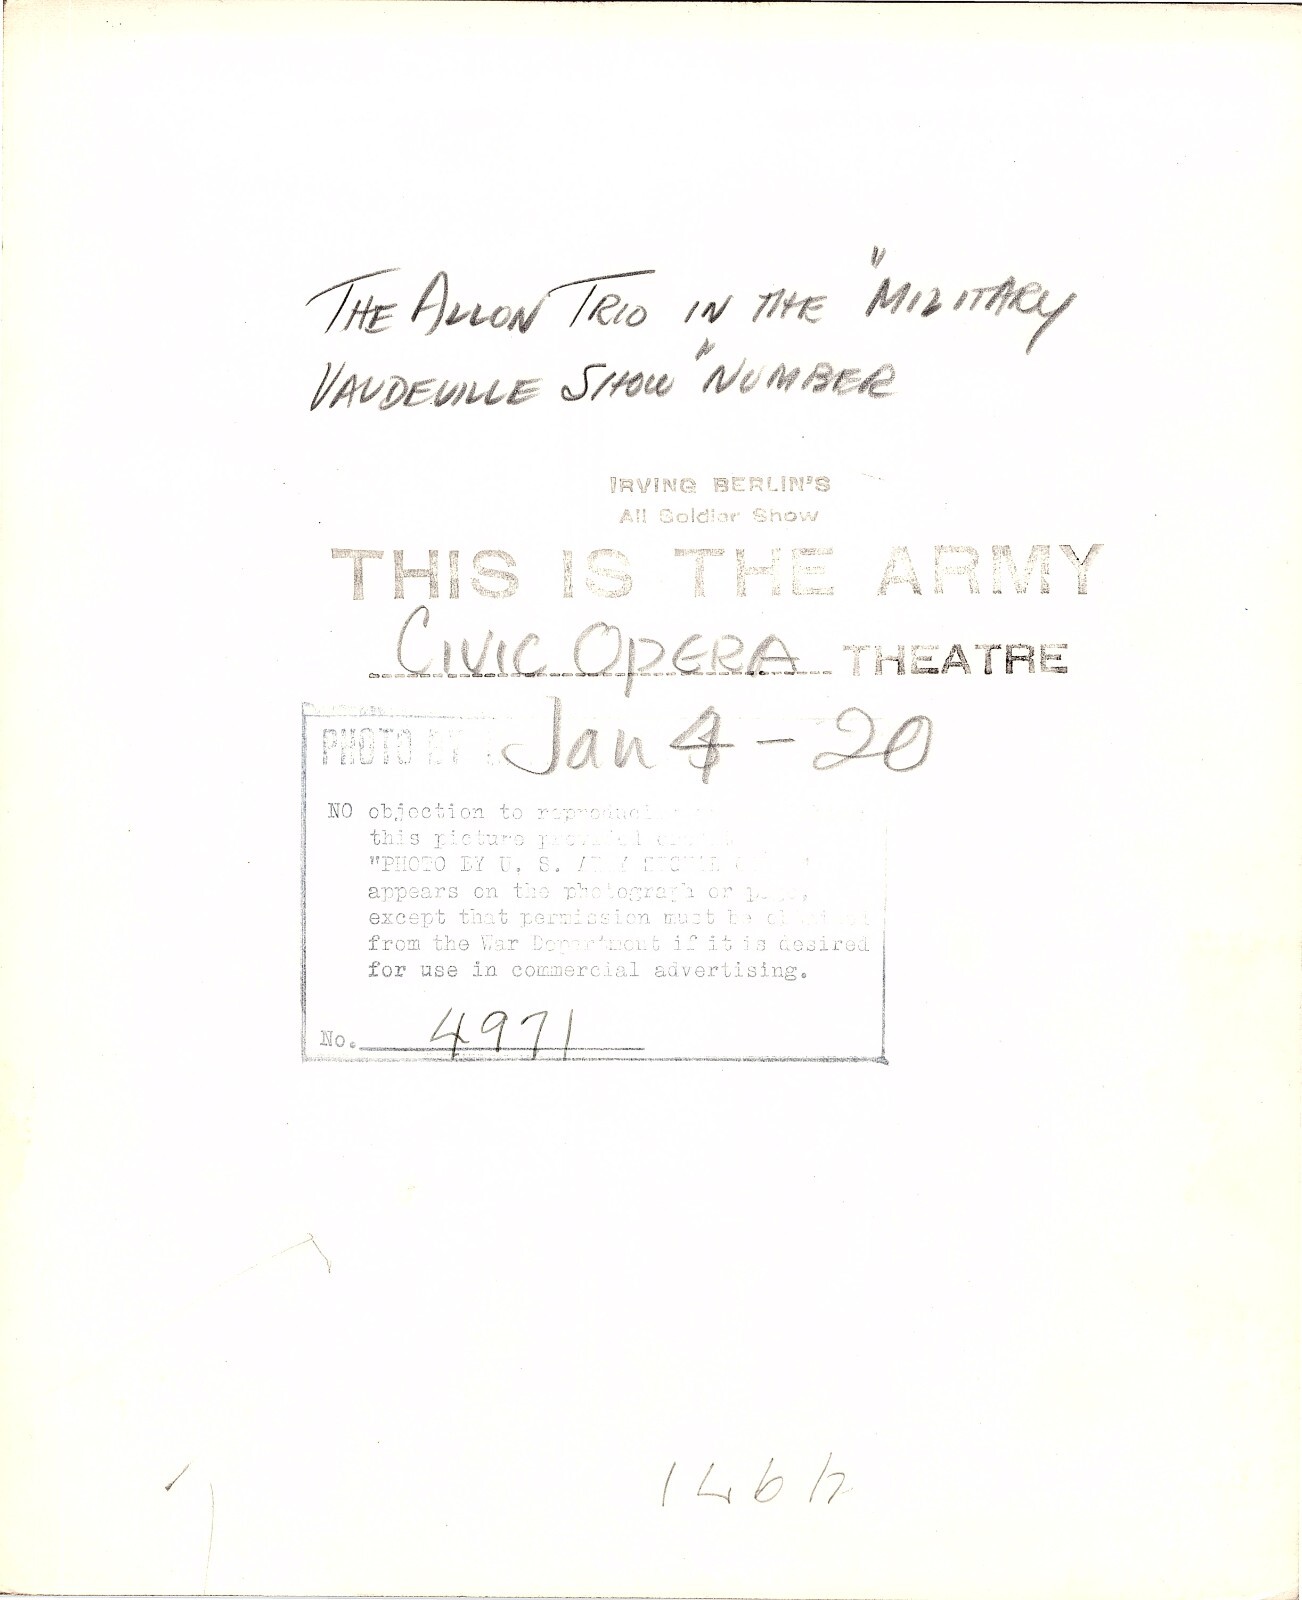 THE ALLON TRIO IN THE "MILITARY
VAUDEVILLE SHOW" NUMBER
IRVING BERLIN'S
All Soldier Show
THIS IS THE ARMY
CIVIC OPERA THEATRE
Jan 4 - 20
PHOTO BY
NO objection to
this picture
"PHOTO BY U. S. ARMY
appears on the photograph or
except that permission must be
from the War Department if it is desired
for use in commercial advertising.
No. 4971